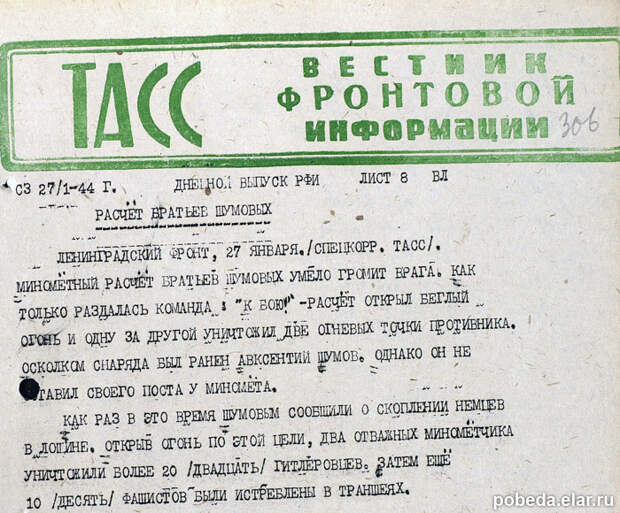 ТАСС
ВЕСТНИК
ФРОНТОВОЙ
ИНФОРМАЦИИ
306
СЗ 27/1-44 Г. ДНЕВНОЙ ВЫПУСК РФИ ЛИСТ 8 ВЛ
РАСЧЁТ БРАТЬЕВ ШУМОВЫХ
ЛЕНИНГРАДСКИЙ ФРОНТ, 27 ЯНВАРЯ./СПЕЦКОРР. ТАСС/.
МИНОМЁТНЫЙ РАСЧЁТ БРАТЬЕВ ШУМОВЫХ УМЕЛО ГРОМИТ ВРАГА. КАК
ТОЛЬКО РАЗДАЛАСЬ КОМАНДА: "К БОЮ!"-РАСЧЁТ ОТКРЫЛ БЕГЛЫЙ
ОГОНЬ И ОДНУ ЗА ДРУГОЙ УНИЧТОЖИЛ ДВЕ ОГНЕВЫХ ТОЧКИ ПРОТИВНИКА.
ОСКОЛКОМ СНАРЯДА БЫЛ РАНЕН АВКСЕНТИЙ ШУМОВ. ОДНАКО ОН НЕ
ТАВИЛ СВОЕГО ПОСТА У МИНОМЁТА.
КАК РАЗ В ЭТО ВРЕМЯ ШУМОВЫМ СООБЩИЛИ О СКОПЛЕНИИ НЕМЦЕВ
В ЛОЩИНЕ. ОТКРЫВ ОГОНЬ ПО ЭТОЙ ЦЕЛИ, ДВА ОТВАЖНЫХ МИНОМЁТЧИКА
УНИЧТОЖИЛИ БОЛЕЕ 20 /ДВАДЦАТЬ/ ГИТЛЕРОВЦЕВ. ЗАТЕМ ЕЩЁ
10 /ДЕСЯТЬ/ ФАШИСТОВ БЫЛИ ИСТРЕБЛЕНЫ В ТРАНШЕЯХ.
pobeda.elar.ru